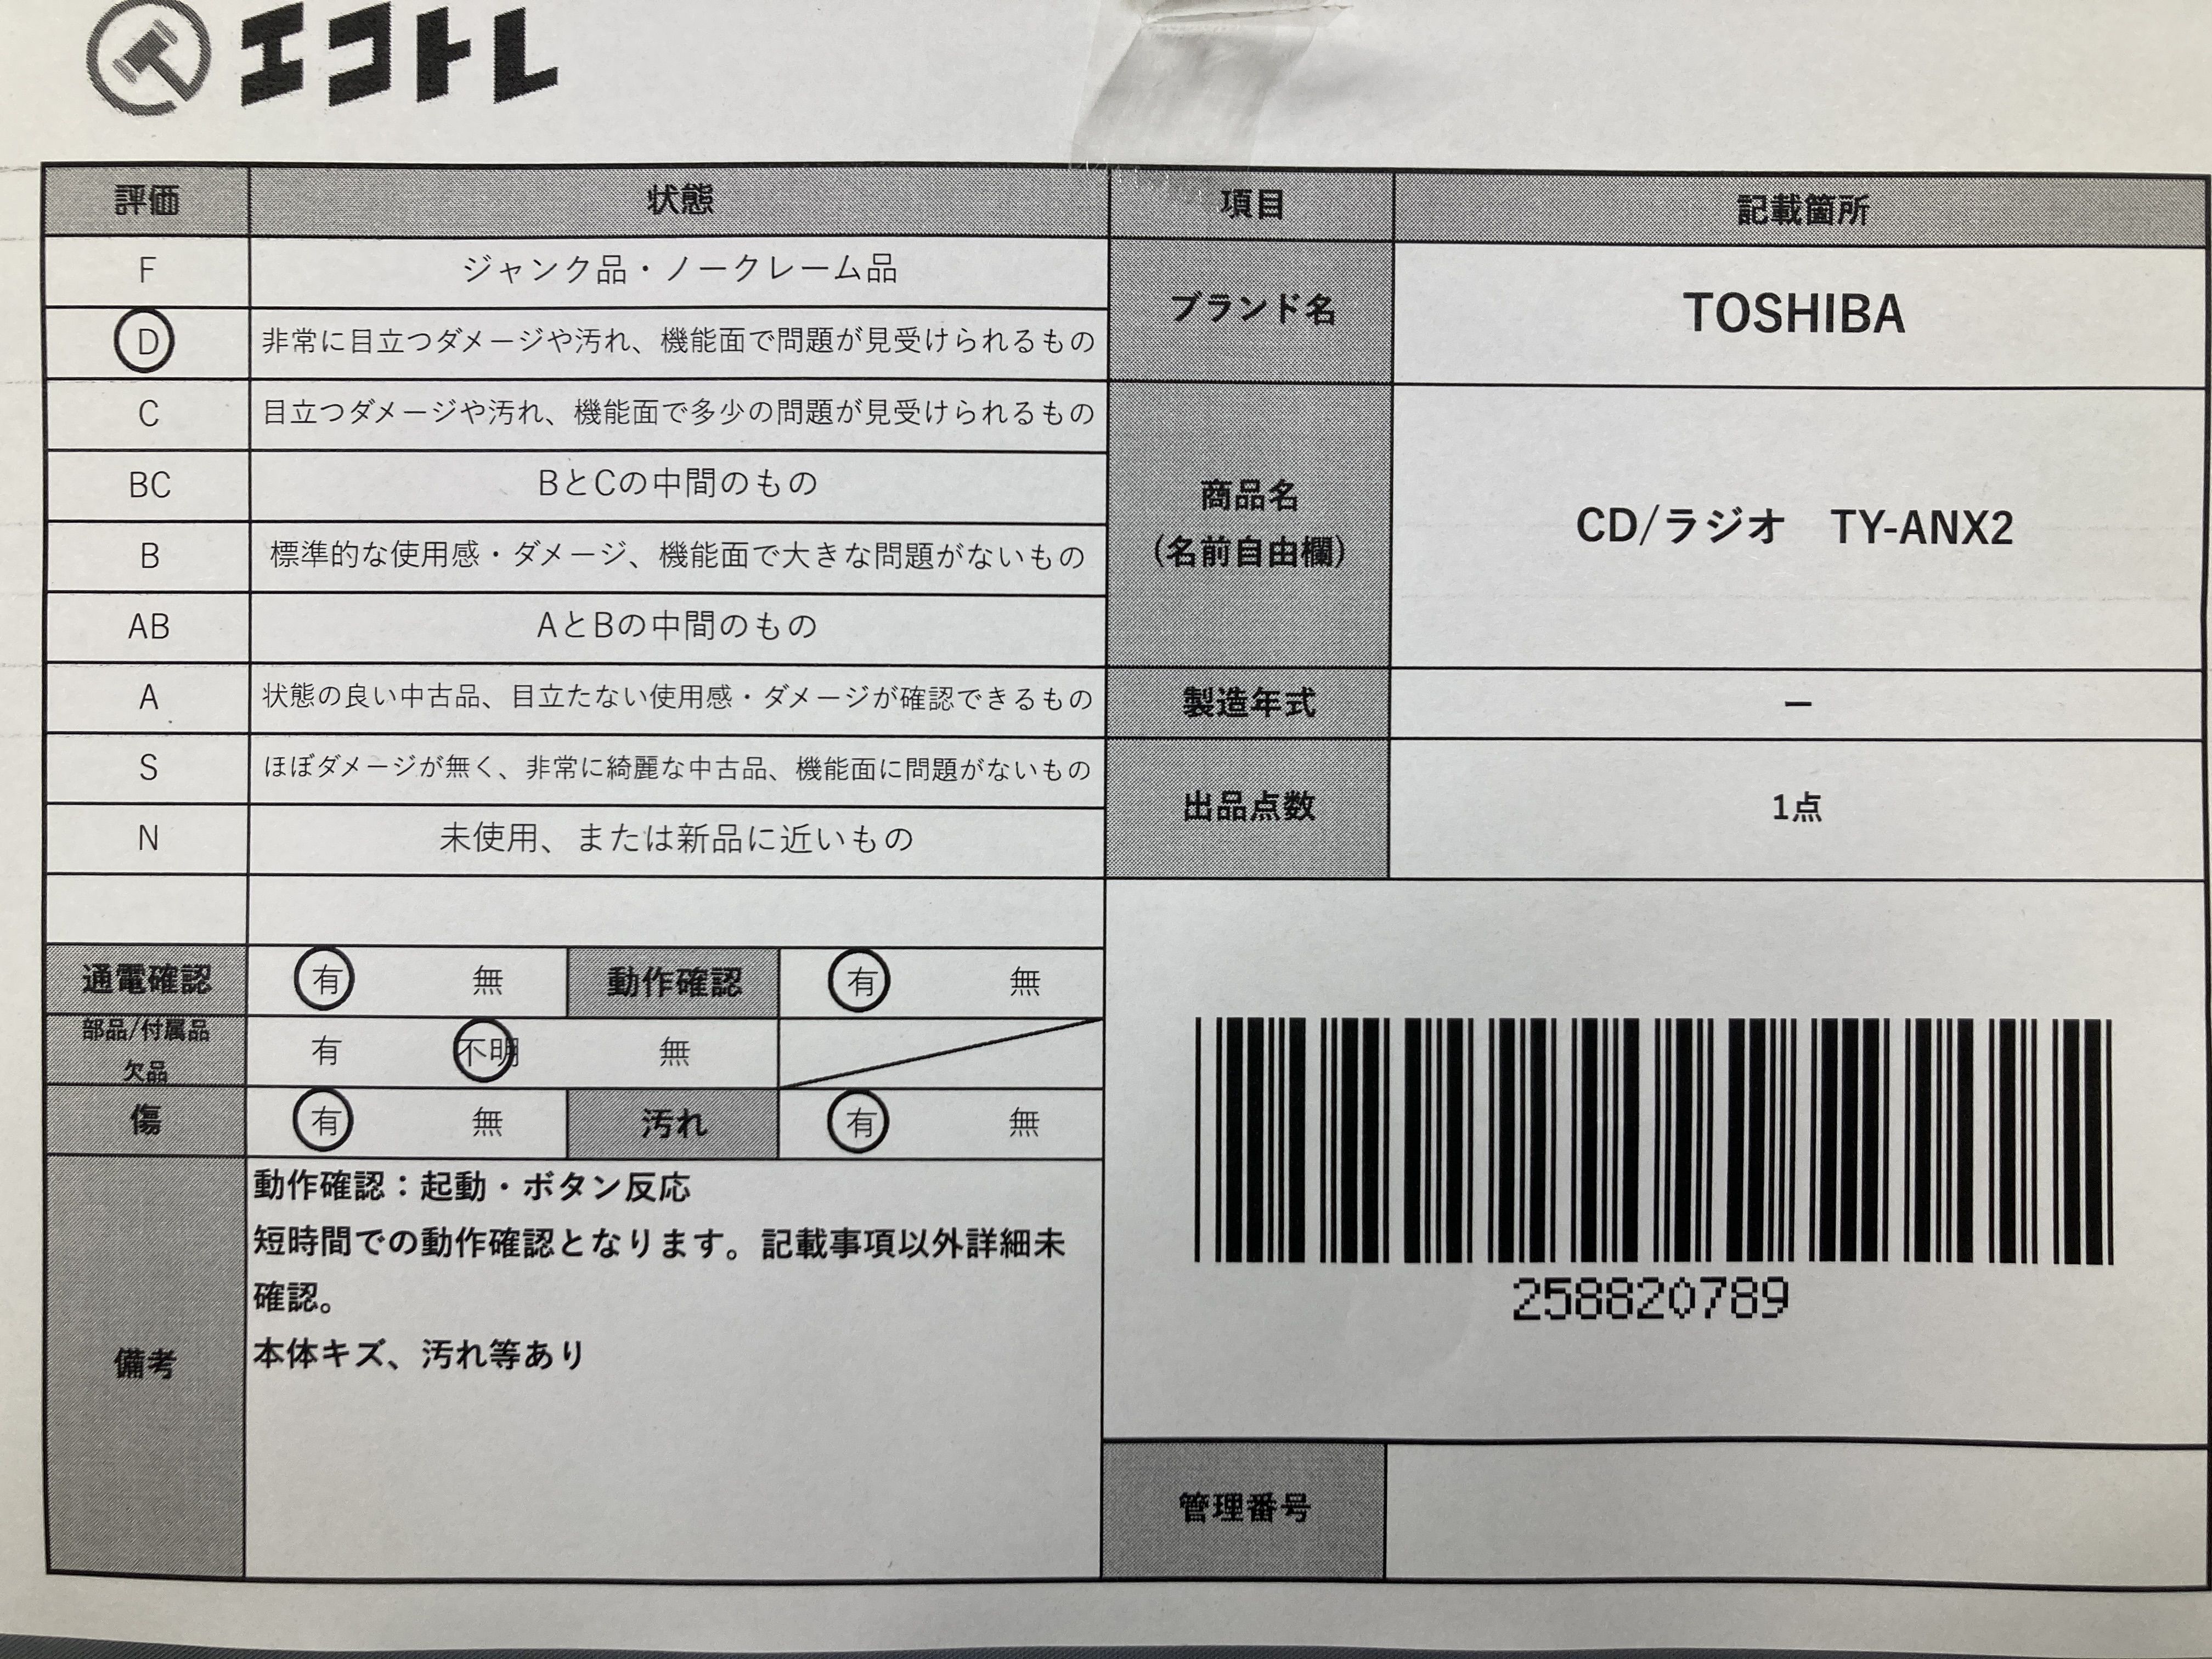 エコトレ
評価 状態 項目 記載箇所
F ジャンク品・ノークレーム品
D 非常に目立つダメージや汚れ、機能面で問題が見受けられるもの
ブランド名 TOSHIBA
C 目立つダメージや汚れ、機能面で多少の問題が見受けられるもの
BC BとCの中間のもの
B 標準的な使用感・ダメージ、機能面で大きな問題がないもの
AB AとBの中間のもの
商品名
(名前自由欄)
CD/ラジオ TY-ANX2
A 状態の良い中古品、目立たない使用感・ダメージが確認できるもの
製造年式 ー
S ほぼダメージが無く、非常に綺麗な中古品、機能面に問題がないもの
N 未使用、または新品に近いもの
出品点数 1点
通電確認 有 無 動作確認 有 無
部品/付属品
欠品
有 不明 無
傷 有 無 汚れ 有 無
備考
動作確認：起動・ボタン反応
短時間での動作確認となります。記載事項以外詳細未
確認。
本体キズ、汚れ等あり
258820789
管理番号